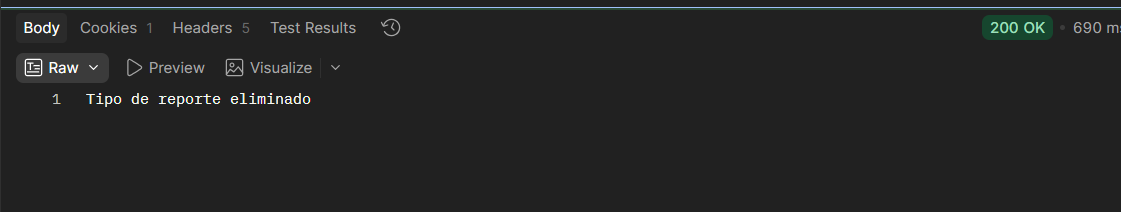 Body Cookies 1 Headers 5 Test Results 200 OK • 690 ms
Raw Preview Visualize
1 Tipo de reporte eliminado